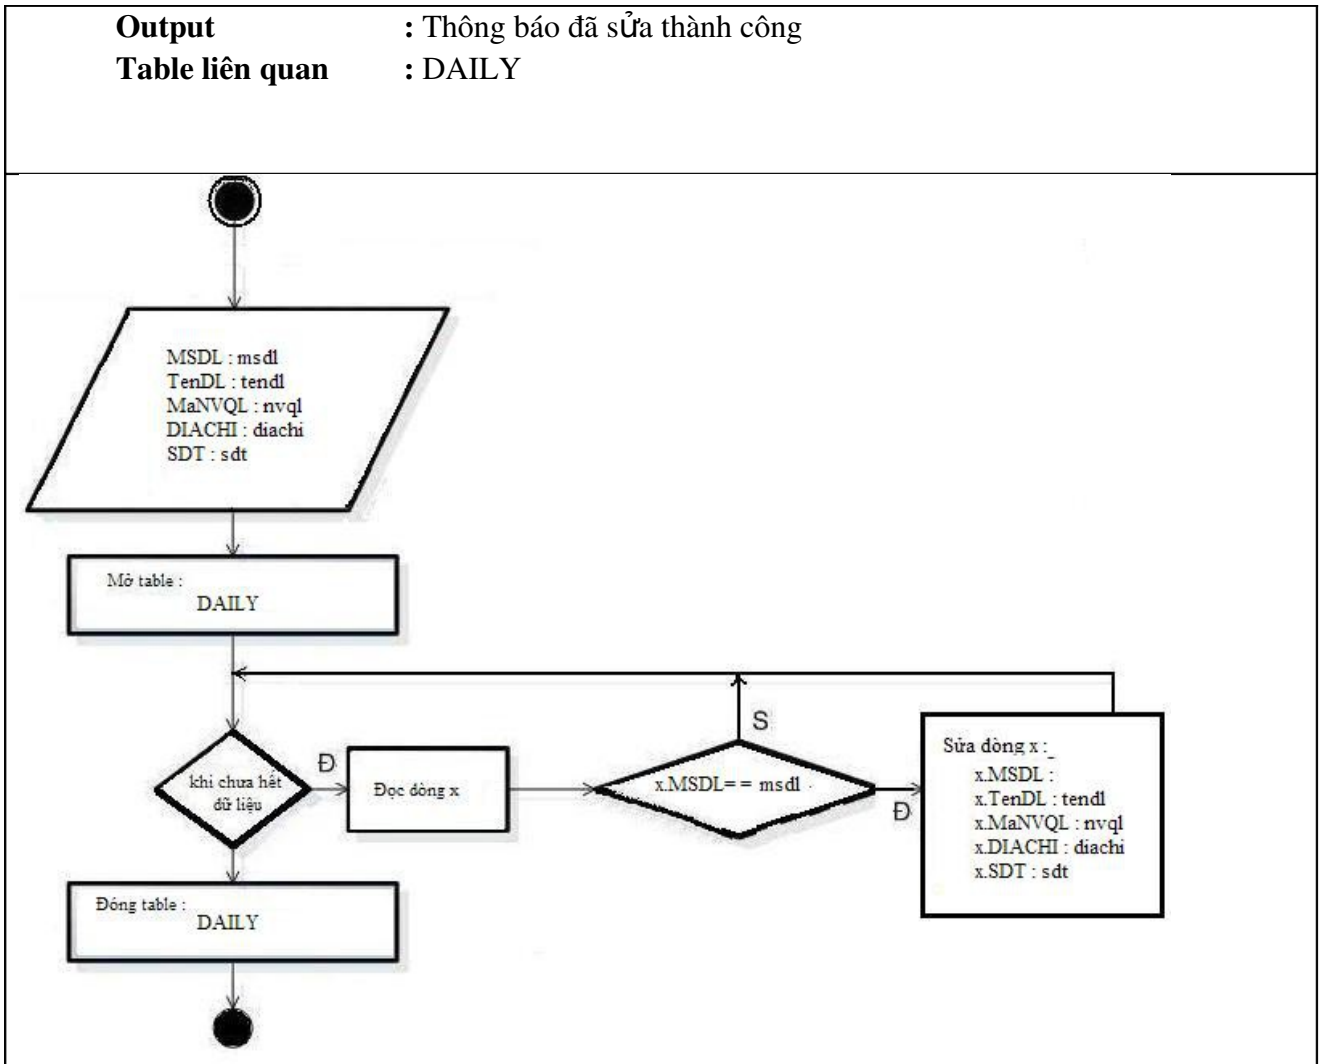 Output : Thông báo đã sửa thành công
Table liên quan : DAILY
MSDL : msdl
TenDL : tendl
MaNVQL : nvql
DIACHI : diachi
SDT : sdt
Mở table :
DAILY
khi chưa hết
dữ liệu
Đ
Đọc dòng x
x.MSDL= = msdl
S
Đ
Sửa dòng x :
x.MSDL :
x.TenDL : tendl
x.MaNVQL : nvql
x.DIACHI : diachi
x.SDT : sdt
Đóng table :
DAILY